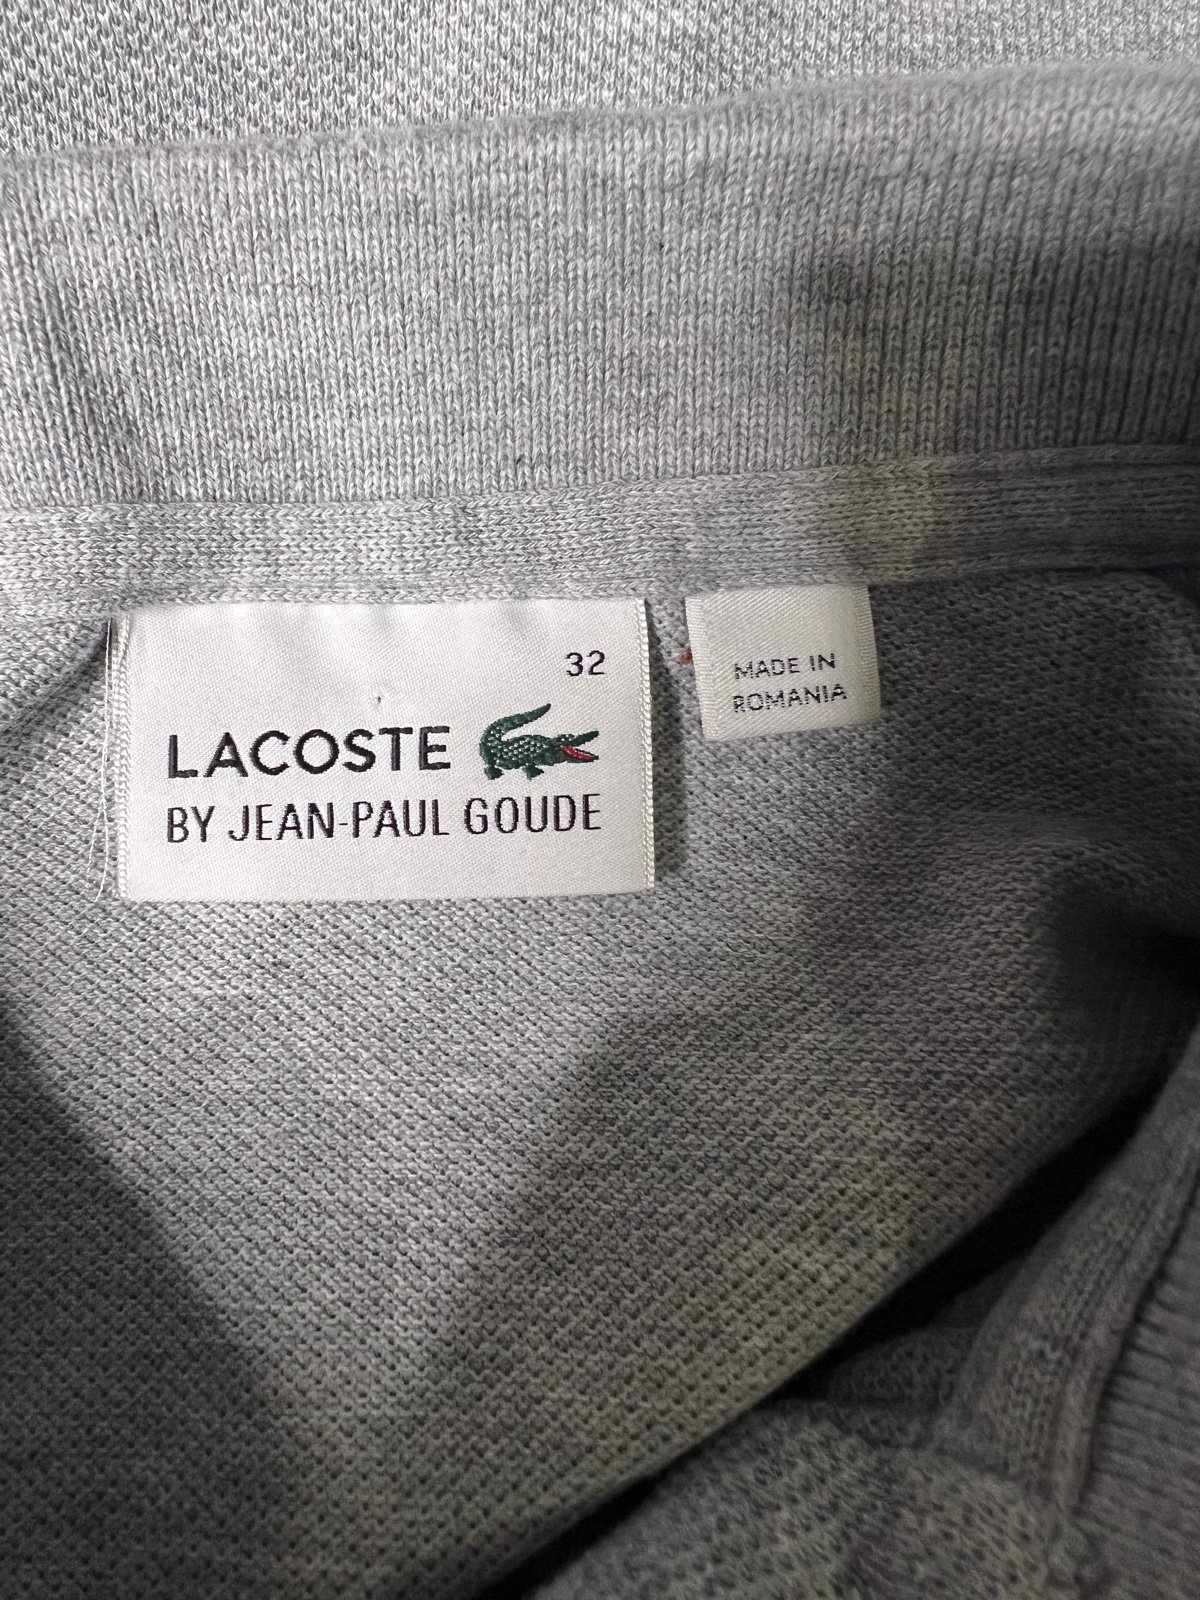 32
LACOSTE
BY JEAN-PAUL GOUDE
MADE IN
ROMANIA